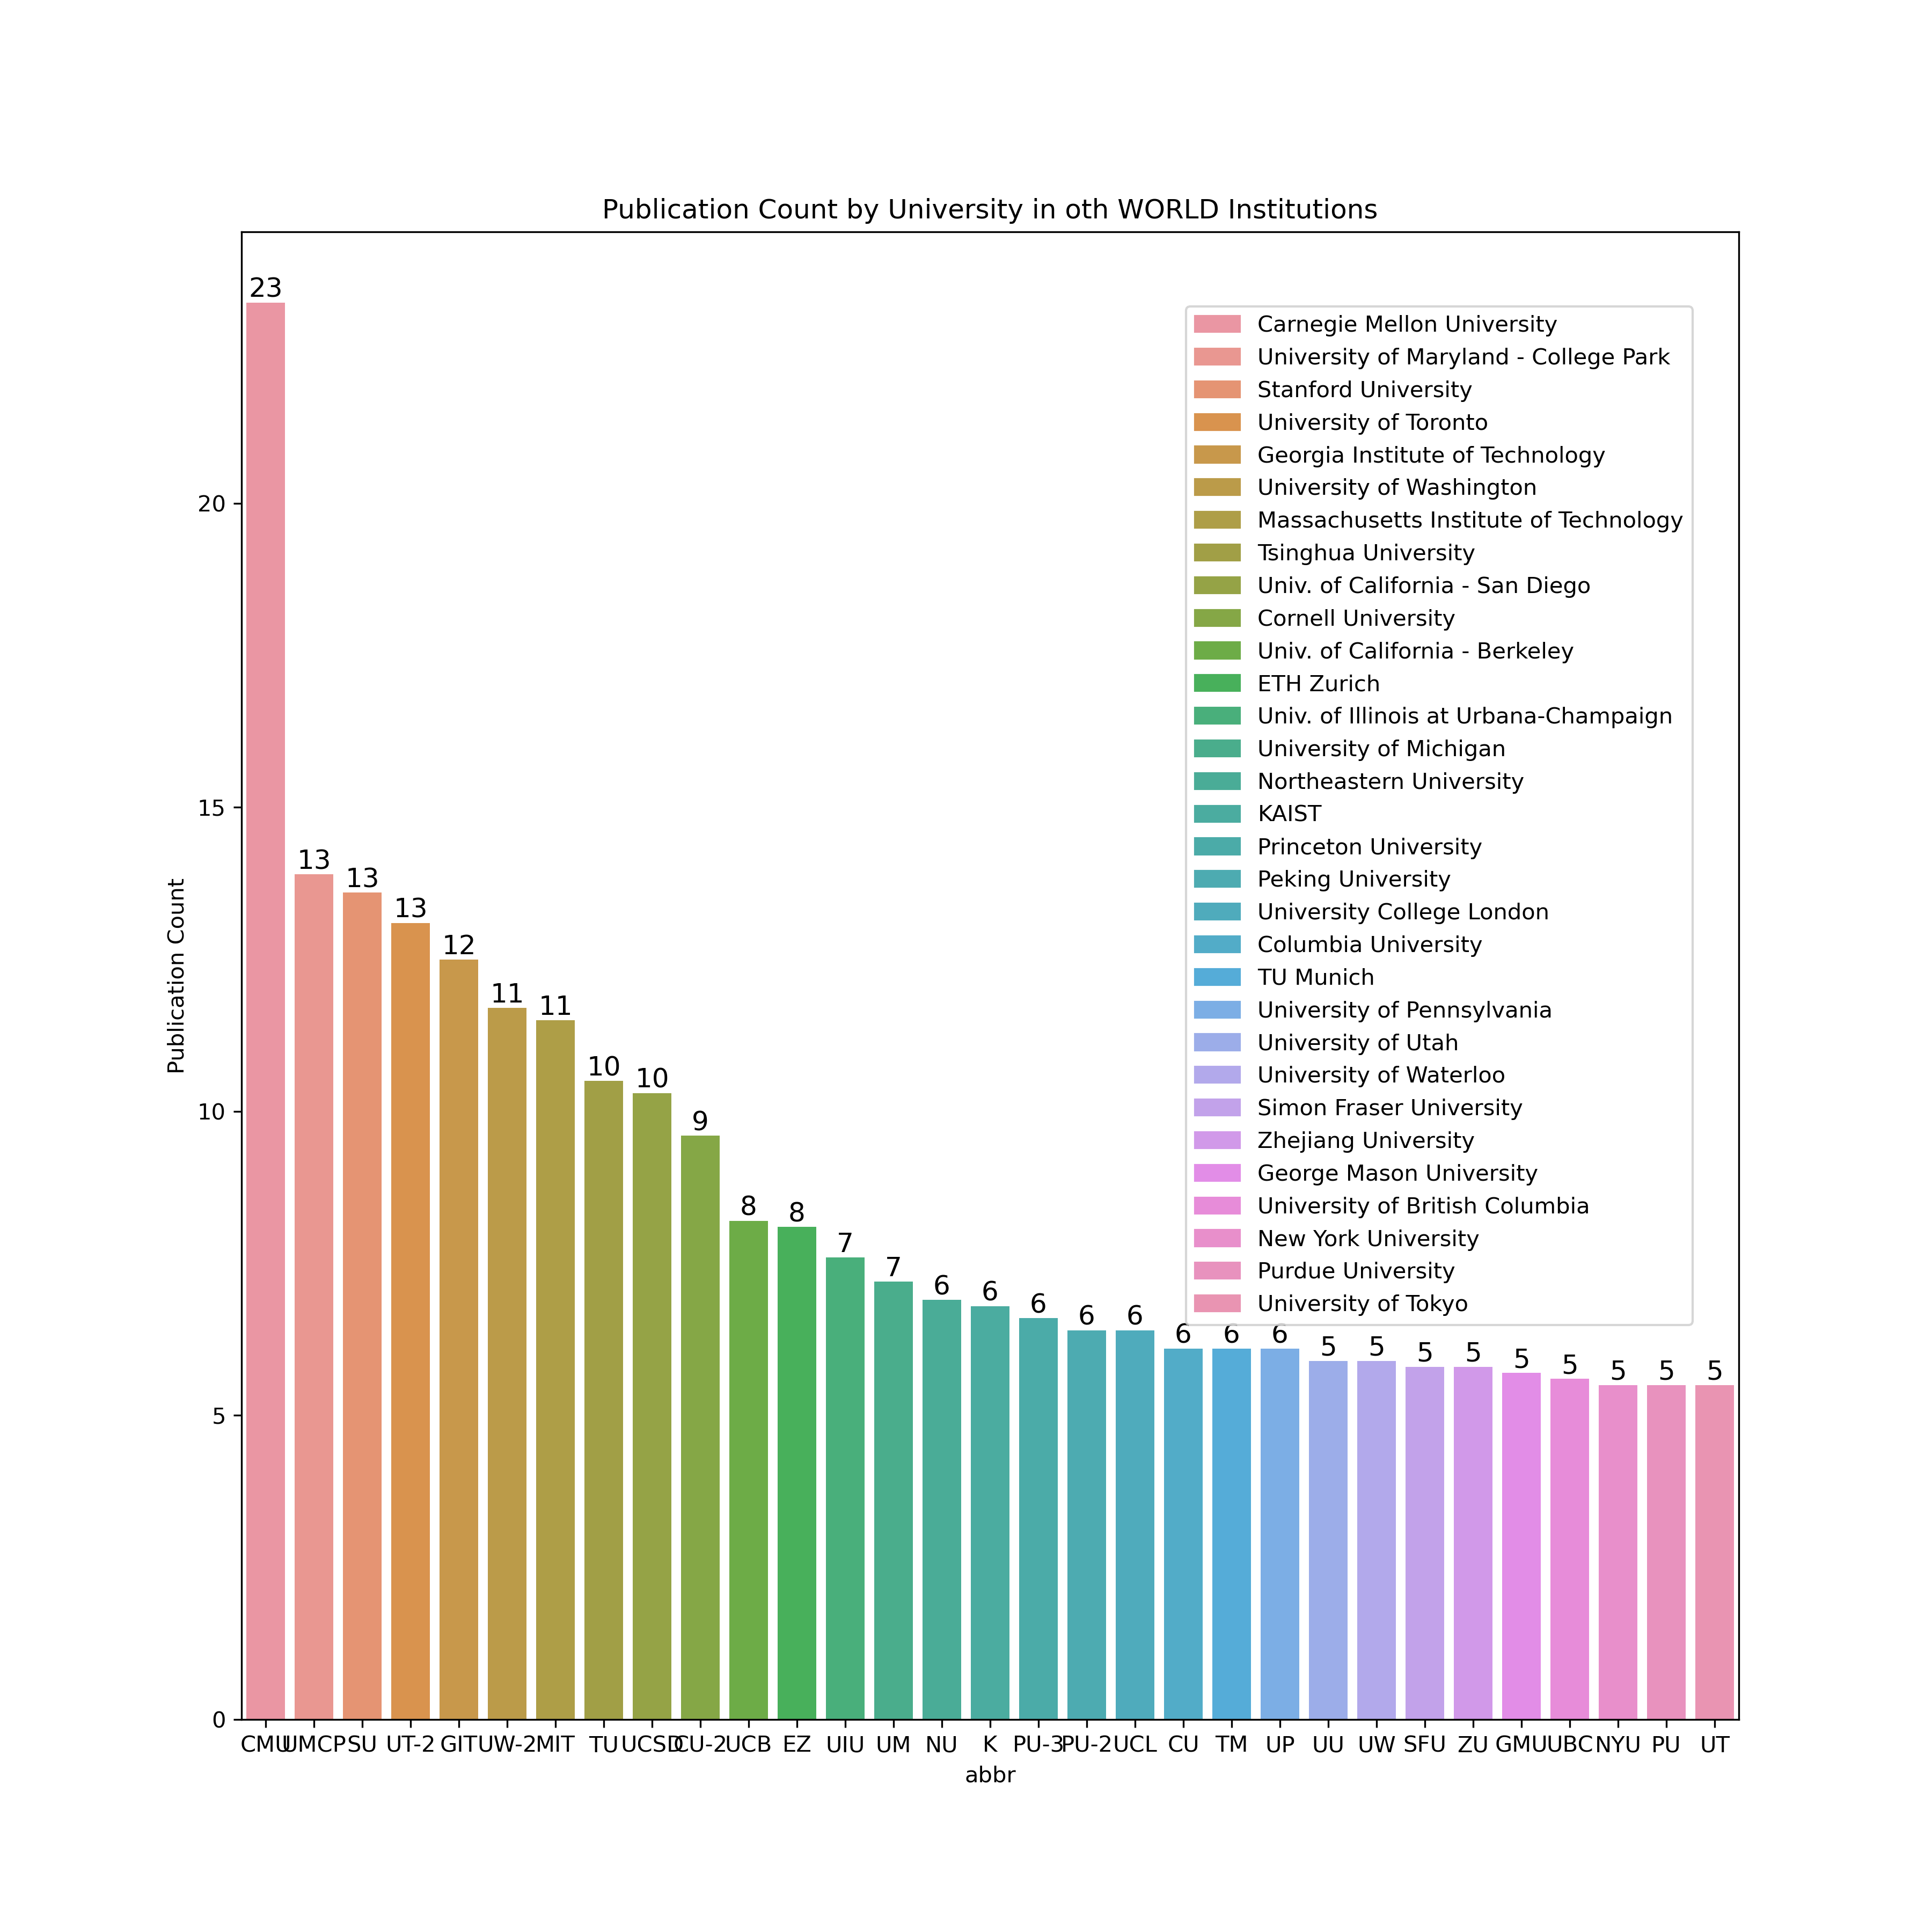 Publication Count by University in oth WORLD Institutions
23
13
13
13
12
11
11
10
10
9
8
8
7
7
6
6
6
6
6
6
6
6
5
5
5
5
5
5
5
5
5
Carnegie Mellon University
University of Maryland - College Park
Stanford University
University of Toronto
Georgia Institute of Technology
University of Washington
Massachusetts Institute of Technology
Tsinghua University
Univ. of California - San Diego
Cornell University
Univ. of California - Berkeley
ETH Zurich
Univ. of Illinois at Urbana-Champaign
University of Michigan
Northeastern University
KAIST
Princeton University
Peking University
University College London
Columbia University
TU Munich
University of Pennsylvania
University of Utah
University of Waterloo
Simon Fraser University
Zhejiang University
George Mason University
University of British Columbia
New York University
Purdue University
University of Tokyo
Publication Count
20
15
10
5
0
CMU UMCP SU UT-2 GIT UW-2 MIT TU UCSD CU-2 UCB EZ UIU UM NU K PU-3 PU-2 UCL CU TM UP UU UW SFU ZU GMU UBC NYU PU UT
abbr